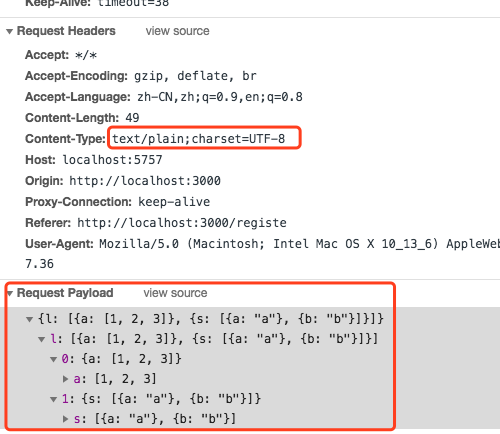 Keep-Alive: timeout=38
▼ Request Headers view source
Accept: */*
Accept-Encoding: gzip, deflate, br
Accept-Language: zh-CN,zh;q=0.9,en;q=0.8
Content-Length: 49
Content-Type: text/plain;charset=UTF-8
Host: localhost:5757
Origin: http://localhost:3000
Proxy-Connection: keep-alive
Referer: http://localhost:3000/registe
User-Agent: Mozilla/5.0 (Macintosh; Intel Mac OS X 10_13_6) AppleWeb
7.36
▼ Request Payload view source
▼ {l: [{a: [1, 2, 3]}, {s: [{a: "a"}, {b: "b"}]}]}
▼ l: [{a: [1, 2, 3]}, {s: [{a: "a"}, {b: "b"}]}]
▼ 0: {a: [1, 2, 3]}
▶ a: [1, 2, 3]
▼ 1: {s: [{a: "a"}, {b: "b"}]}
▶ s: [{a: "a"}, {b: "b"}]